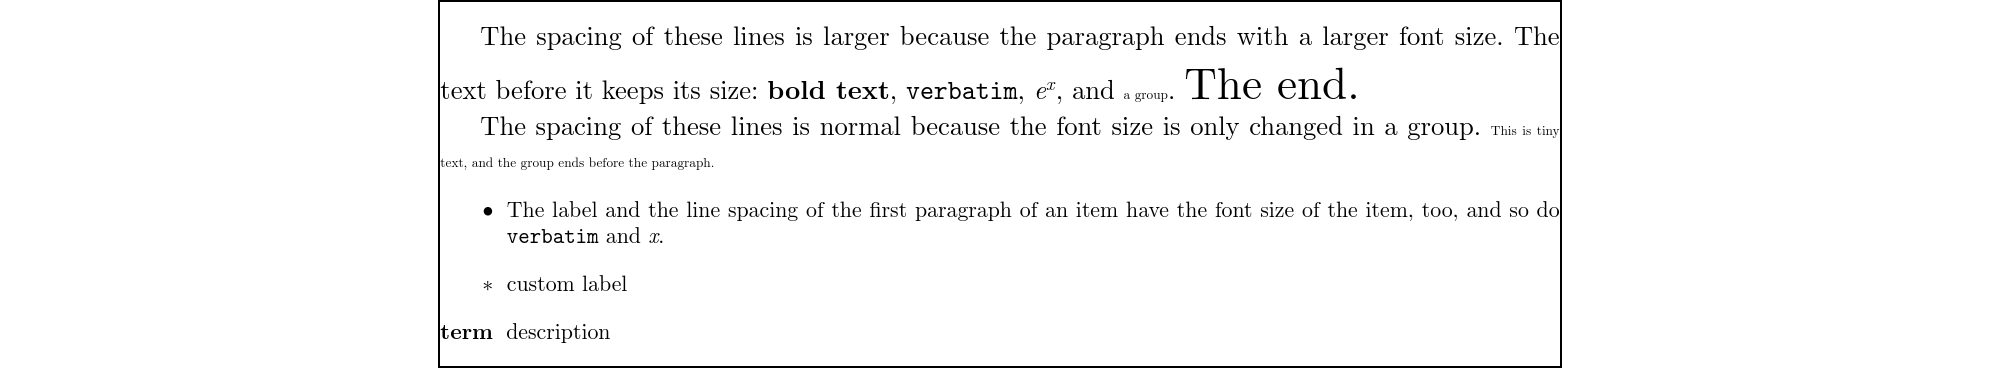 The spacing of these lines is larger because the paragraph ends with a larger font size. The
text before it keeps its size: bold text, verbatim, eˣ, and a group. The end.
The spacing of these lines is normal because the font size is only changed in a group. This is tiny
text, and the group ends before the paragraph.
• The label and the line spacing of the first paragraph of an item have the font size of the item, too, and so do
verbatim and x.
∗ custom label
term description